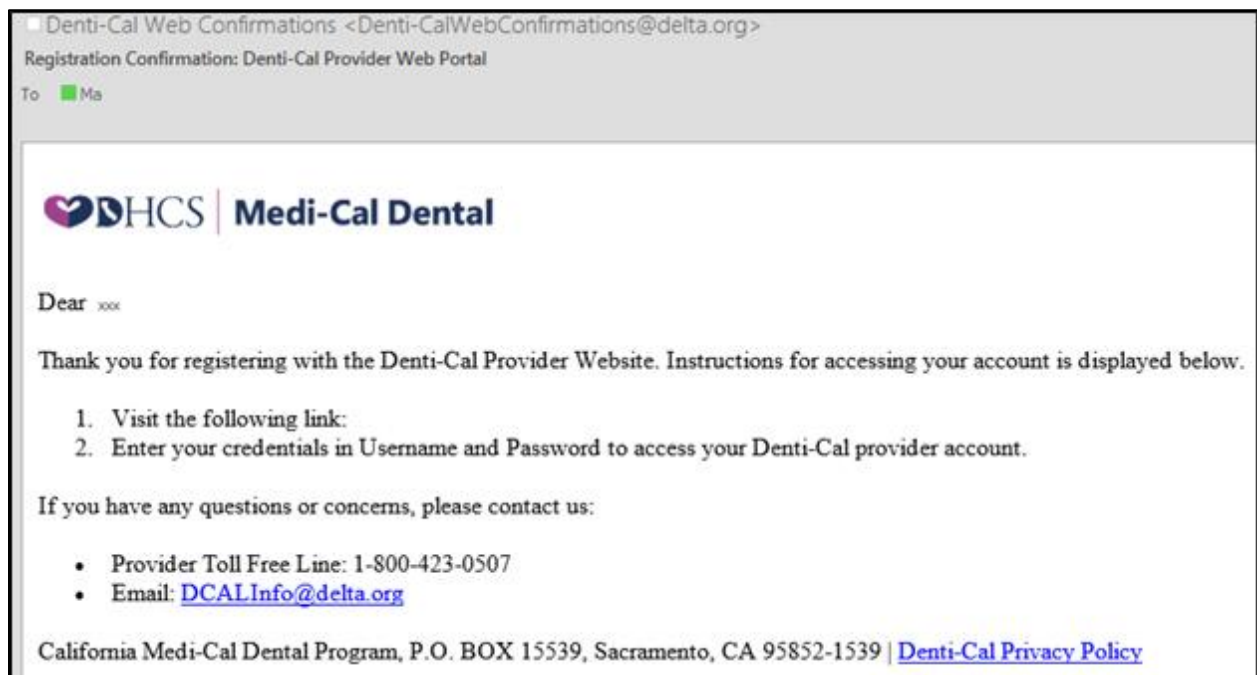 Denti-Cal Web Confirmations <Denti-CalWebConfirmations@delta.org>
Registration Confirmation: Denti-Cal Provider Web Portal
To Ma
DHCS | Medi-Cal Dental
Dear xxx
Thank you for registering with the Denti-Cal Provider Website. Instructions for accessing your account is displayed below.
1. Visit the following link:
2. Enter your credentials in Username and Password to access your Denti-Cal provider account.
If you have any questions or concerns, please contact us:
• Provider Toll Free Line: 1-800-423-0507
• Email: DCALInfo@delta.org
California Medi-Cal Dental Program, P.O. BOX 15539, Sacramento, CA 95852-1539 | Denti-Cal Privacy Policy